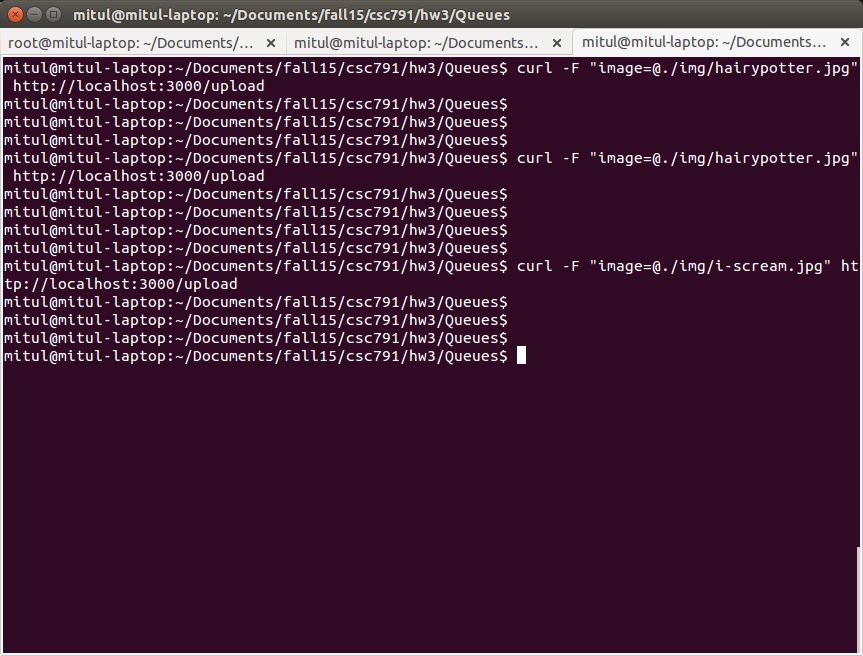 mitul@mitul-laptop: ~/Documents/fall15/csc791/hw3/Queues
root@mitul-laptop: ~/Documents/... mitul@mitul-laptop: ~/Documents... mitul@mitul-laptop: ~/Documents...
mitul@mitul-laptop:~/Documents/fall15/csc791/hw3/Queues$ curl -F "image=@./img/hairypotter.jpg"
http://localhost:3000/upload
mitul@mitul-laptop:~/Documents/fall15/csc791/hw3/Queues$
mitul@mitul-laptop:~/Documents/fall15/csc791/hw3/Queues$
mitul@mitul-laptop:~/Documents/fall15/csc791/hw3/Queues$
mitul@mitul-laptop:~/Documents/fall15/csc791/hw3/Queues$ curl -F "image=@./img/hairypotter.jpg"
http://localhost:3000/upload
mitul@mitul-laptop:~/Documents/fall15/csc791/hw3/Queues$
mitul@mitul-laptop:~/Documents/fall15/csc791/hw3/Queues$
mitul@mitul-laptop:~/Documents/fall15/csc791/hw3/Queues$
mitul@mitul-laptop:~/Documents/fall15/csc791/hw3/Queues$
mitul@mitul-laptop:~/Documents/fall15/csc791/hw3/Queues$ curl -F "image=@./img/i-scream.jpg" ht
tp://localhost:3000/upload
mitul@mitul-laptop:~/Documents/fall15/csc791/hw3/Queues$
mitul@mitul-laptop:~/Documents/fall15/csc791/hw3/Queues$
mitul@mitul-laptop:~/Documents/fall15/csc791/hw3/Queues$
mitul@mitul-laptop:~/Documents/fall15/csc791/hw3/Queues$